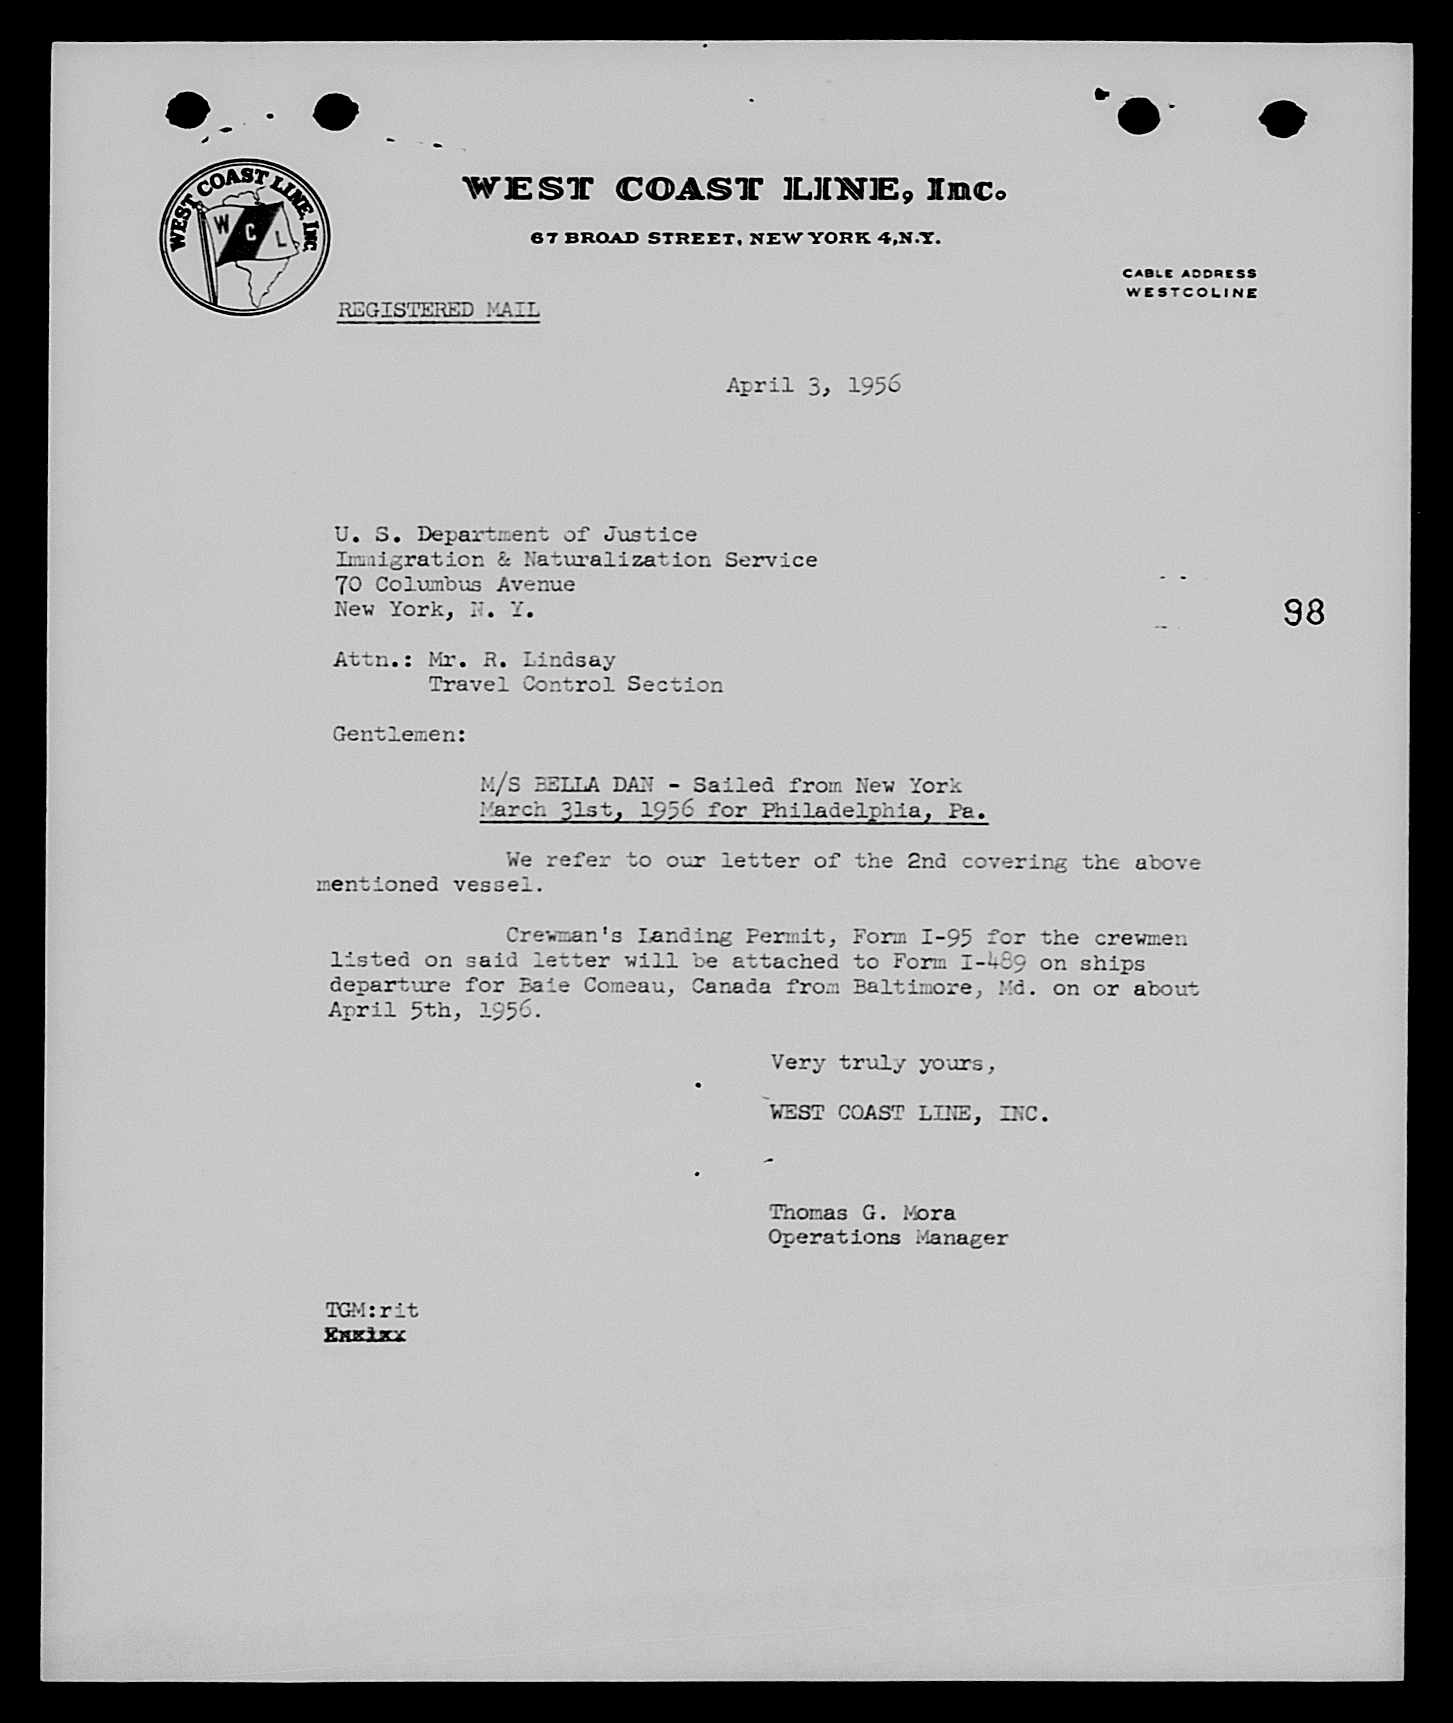 WEST COAST LINE, INC.
W C L
WEST COAST LINE, Inc.
67 BROAD STREET, NEW YORK 4, N.Y.
CABLE ADDRESS
WESTCOLINE
REGISTERED MAIL
April 3, 1956
U. S. Department of Justice
Immigration & Naturalization Service
70 Columbus Avenue
New York, N. Y.
98
Attn.: Mr. R. Lindsay
Travel Control Section
Gentlemen:
M/S BELLA DAN - Sailed from New York
March 31st, 1956 for Philadelphia, Pa.
We refer to our letter of the 2nd covering the above
mentioned vessel.
Crewman's Landing Permit, Form I-95 for the crewmen
listed on said letter will be attached to Form I-489 on ships
departure for Baie Comeau, Canada from Baltimore, Md. on or about
April 5th, 1956.
Very truly yours,
WEST COAST LINE, INC.
Thomas G. Mora
Operations Manager
TGM:rit